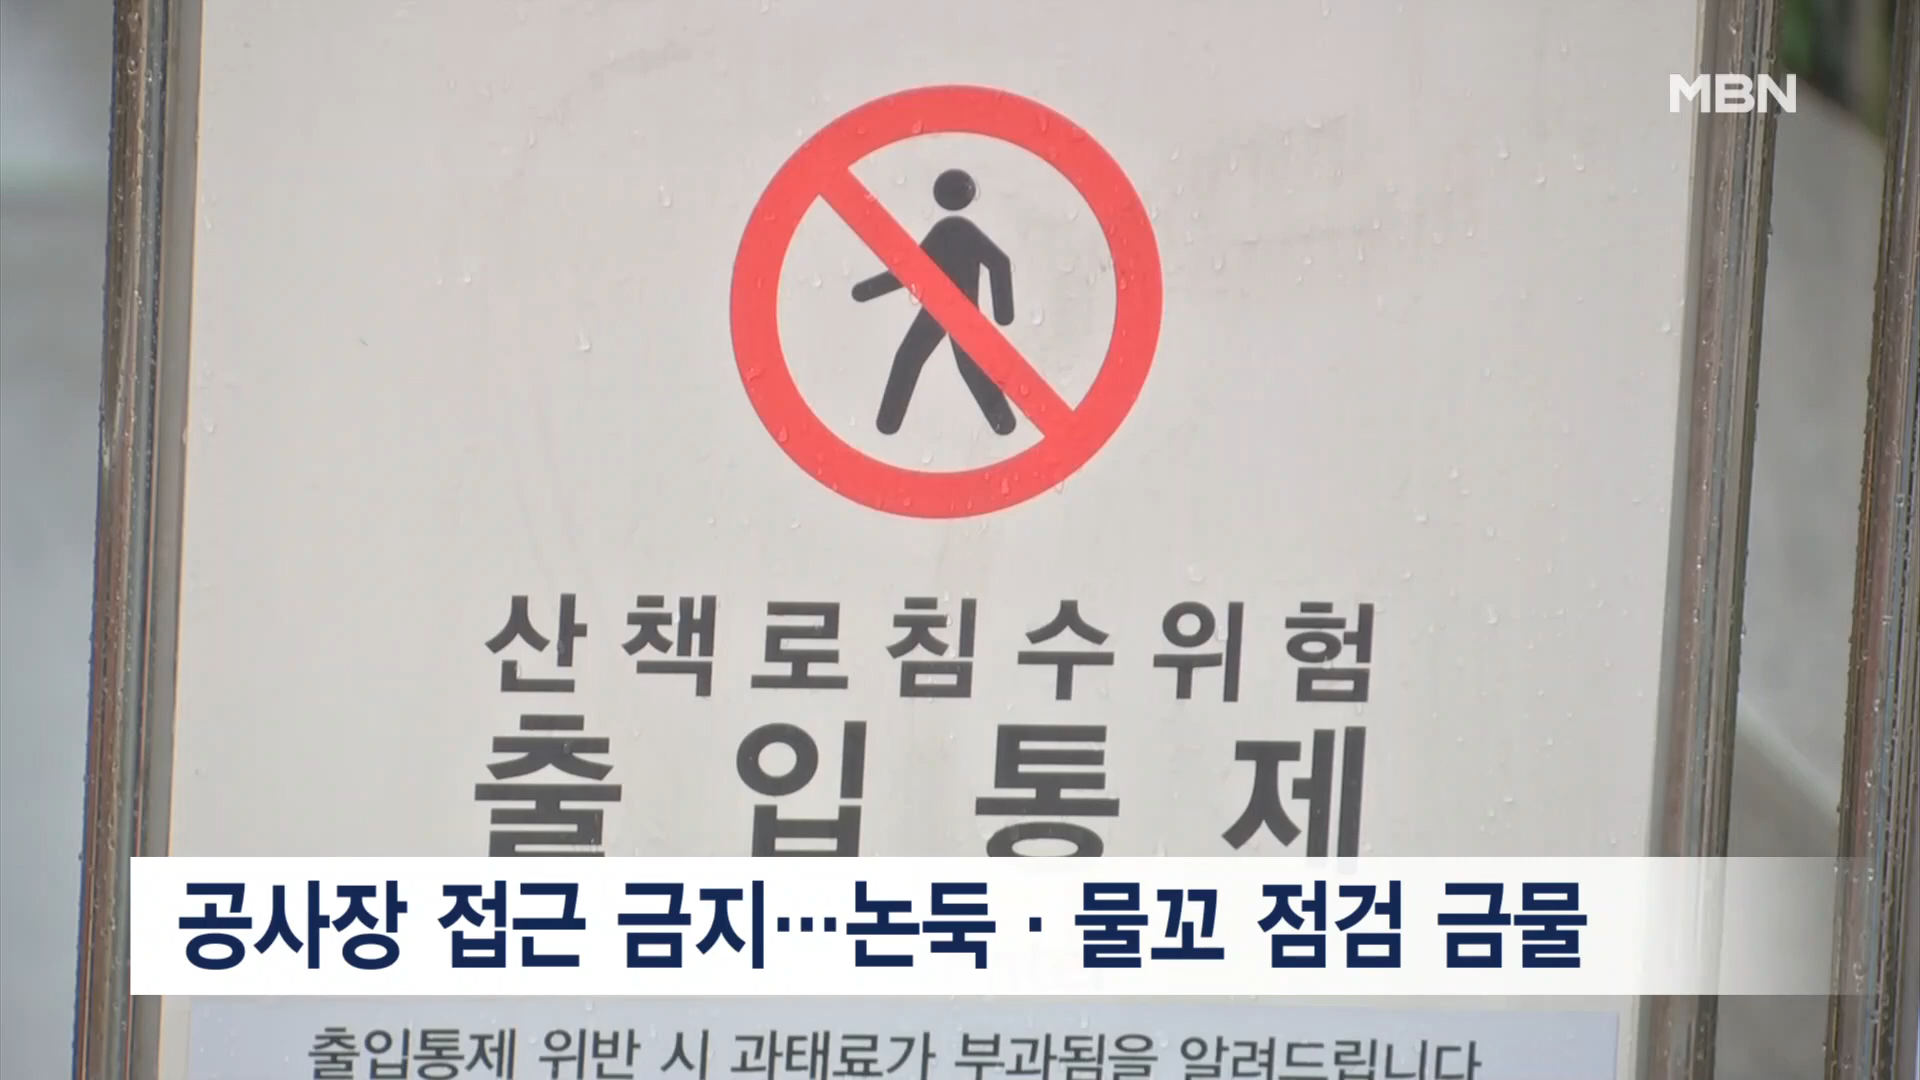 MBN
산책로침수위험
출입통제
공사장 접근 금지…논둑·물꼬 점검 금물
출입통제 위반 시 과태료가 부과됨을 알려드립니다